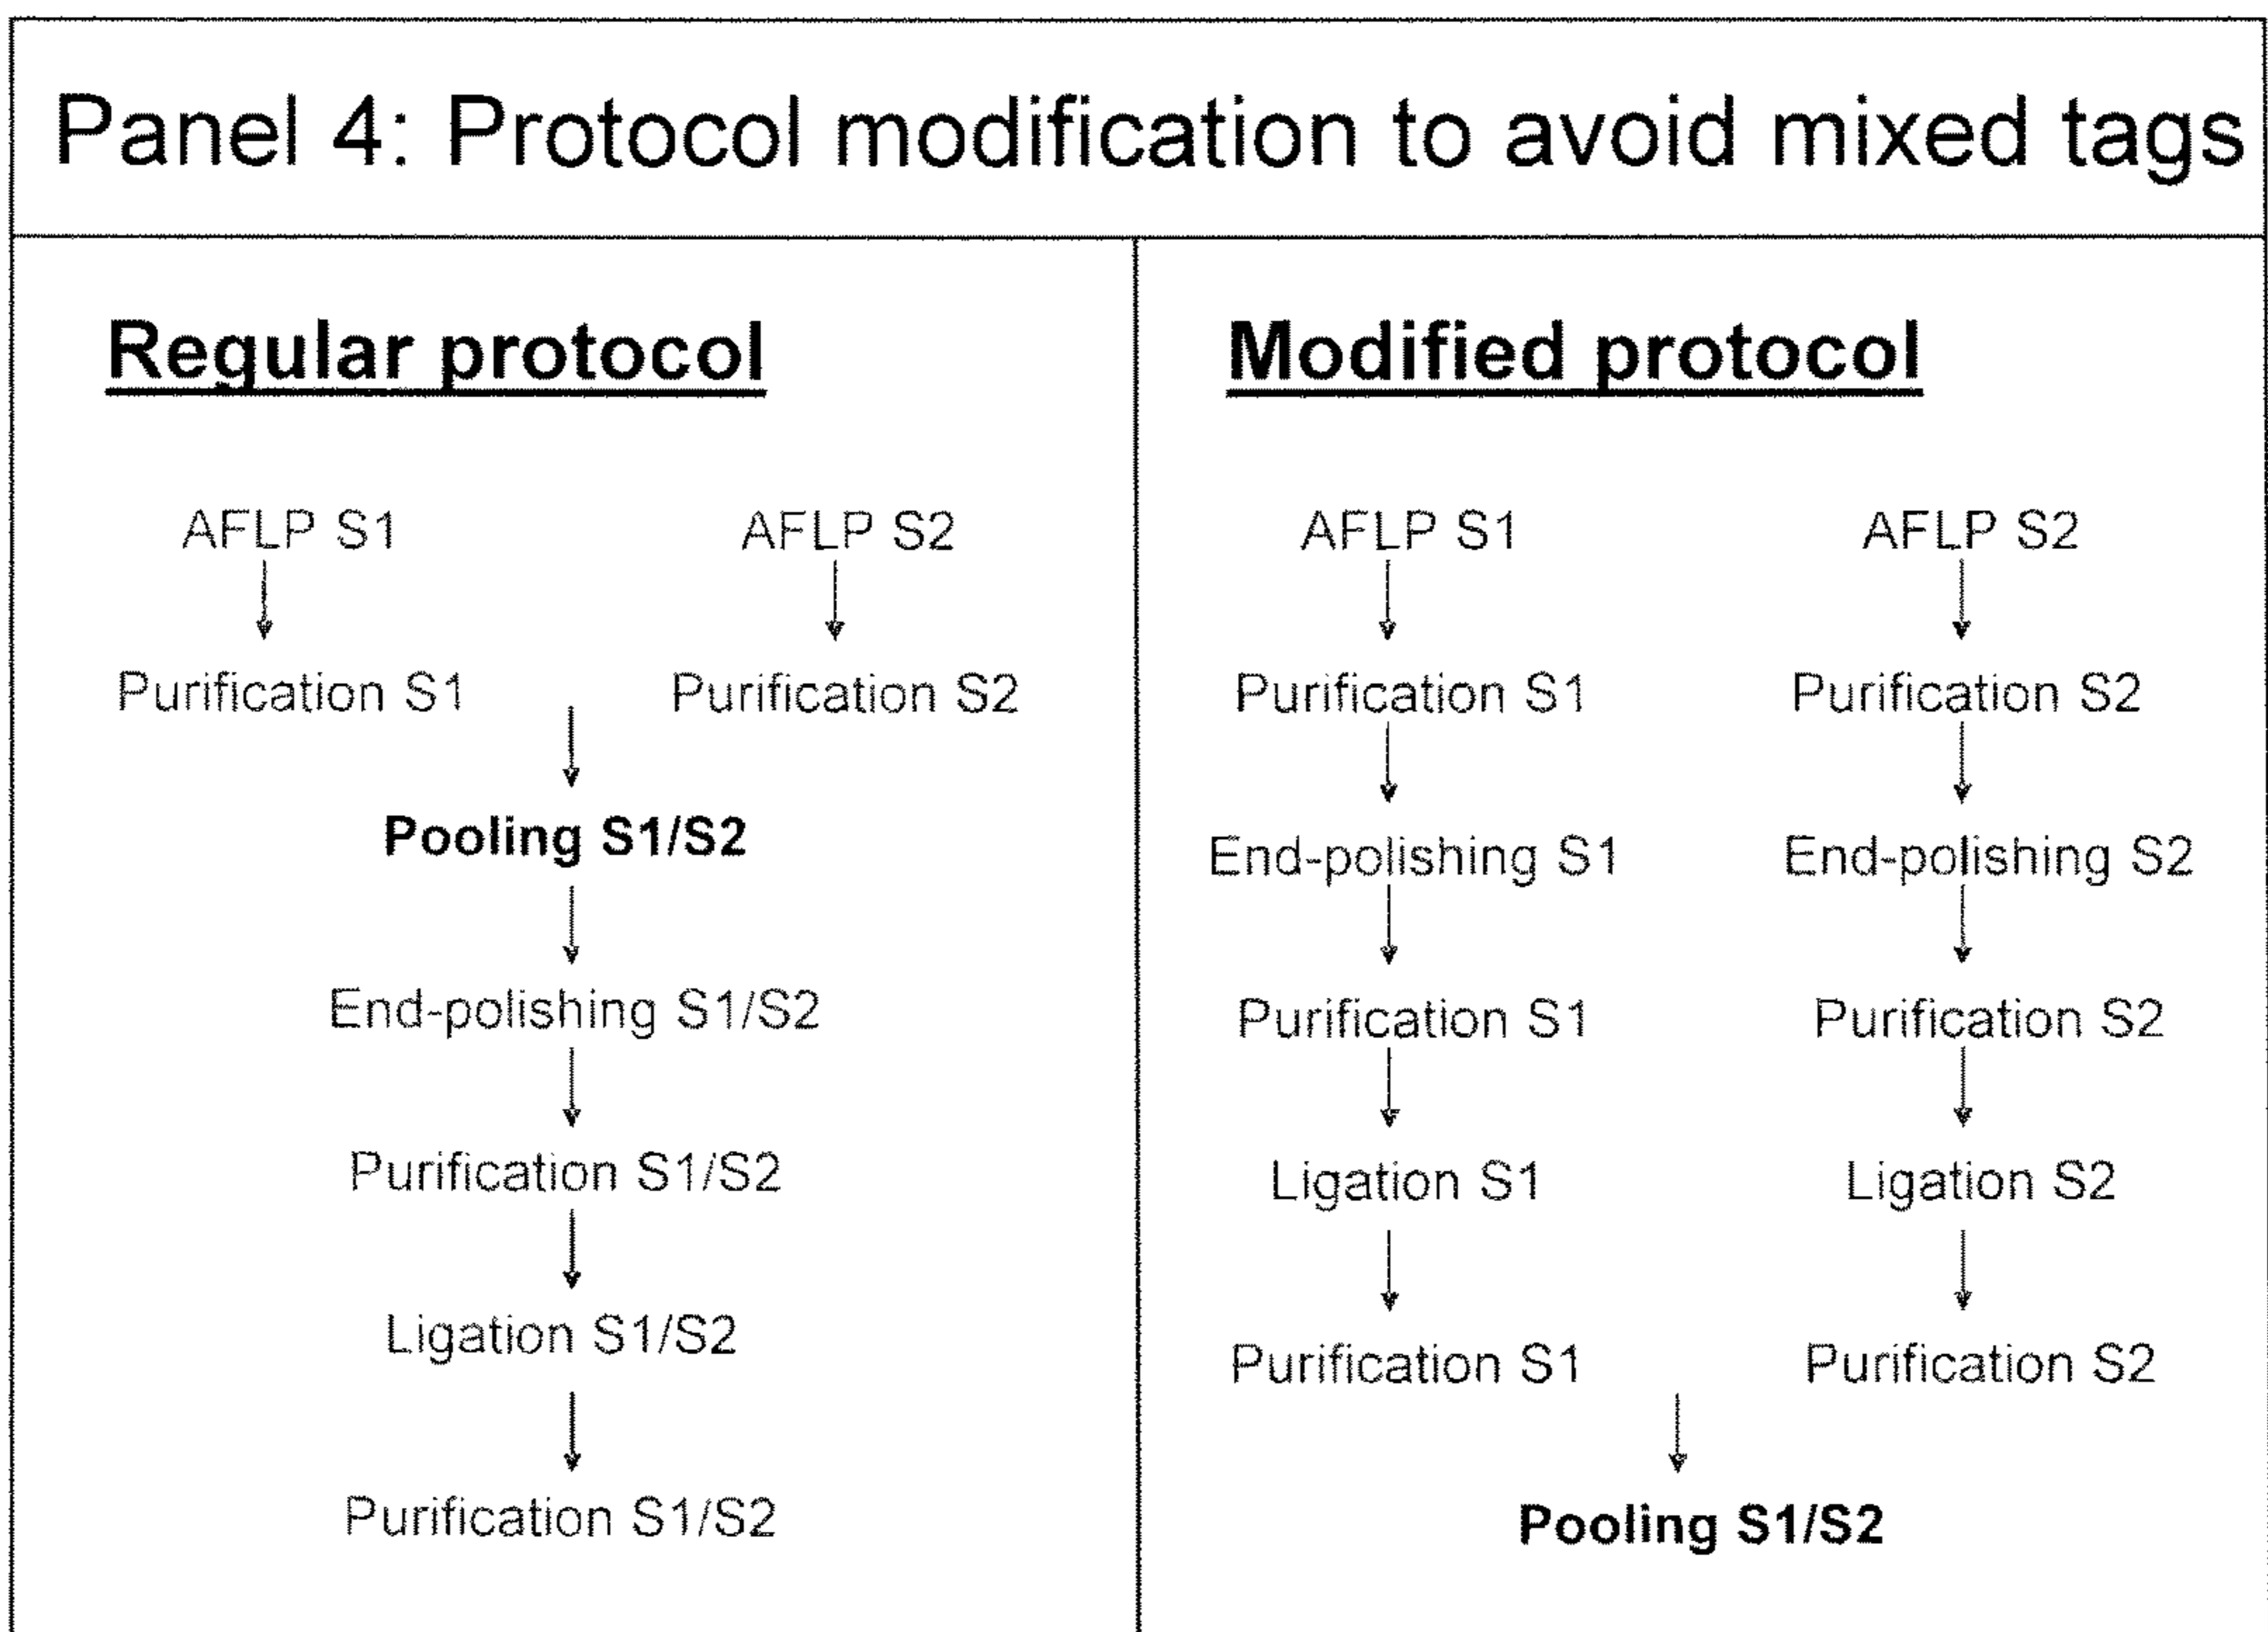 Panel 4: Protocol modification to avoid mixed tags
Regular protocol
AFLP S1 AFLP S2
Purification S1 Purification S2
Pooling S1/S2
End-polishing S1/S2
Purification S1/S2
Ligation S1/S2
Purification S1/S2
Modified protocol
AFLP S1 AFLP S2
Purification S1 Purification S2
End-polishing S1 End-polishing S2
Purification S1 Purification S2
Ligation S1 Ligation S2
Purification S1 Purification S2
Pooling S1/S2